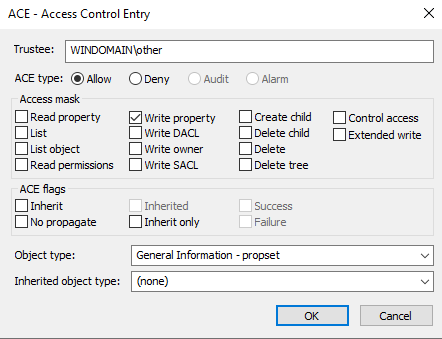 ACE - Access Control Entry
Trustee: WINDOMAIN\other
ACE type: Allow Deny Audit Alarm
Access mask
Read property Write property Create child Control access
List Write DACL Delete child Extended write
List object Write owner Delete
Read permissions Write SACL Delete tree
ACE flags
Inherit Inherited Success
No propagate Inherit only Failure
Object type: General Information - propset
Inherited object type: (none)
OK Cancel